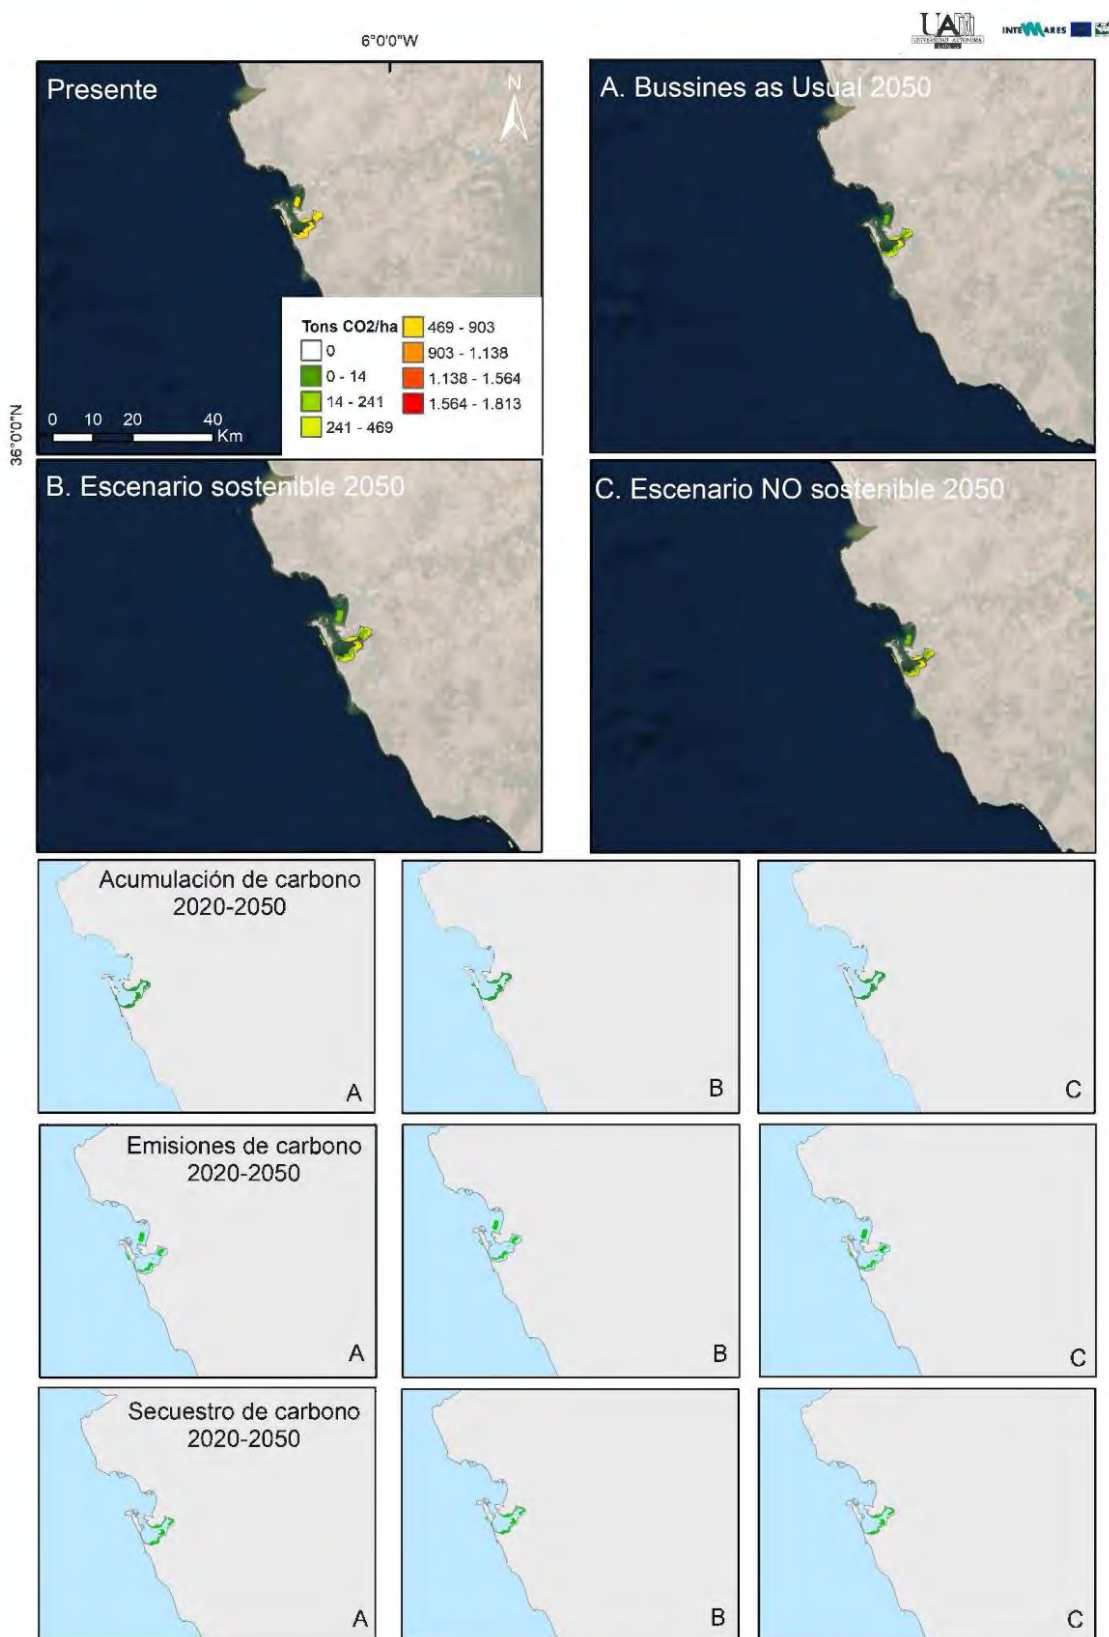 UAM
UNIVERSIDAD AUTONOMA
INTEMARES
6°0'0"W
Presente
N
A. Bussines as Usual 2050
Tons CO2/ha
0
0 - 14
14 - 241
241 - 469
469 - 903
903 - 1.138
1.138 - 1.564
1.564 - 1.813
0 10 20 40
Km
36°0'0"N
B. Escenario sostenible 2050
C. Escenario NO sostenible 2050
Acumulación de carbono
2020-2050
A
B
C
Emisiones de carbono
2020-2050
A
B
C
Secuestro de carbono
2020-2050
A
B
C